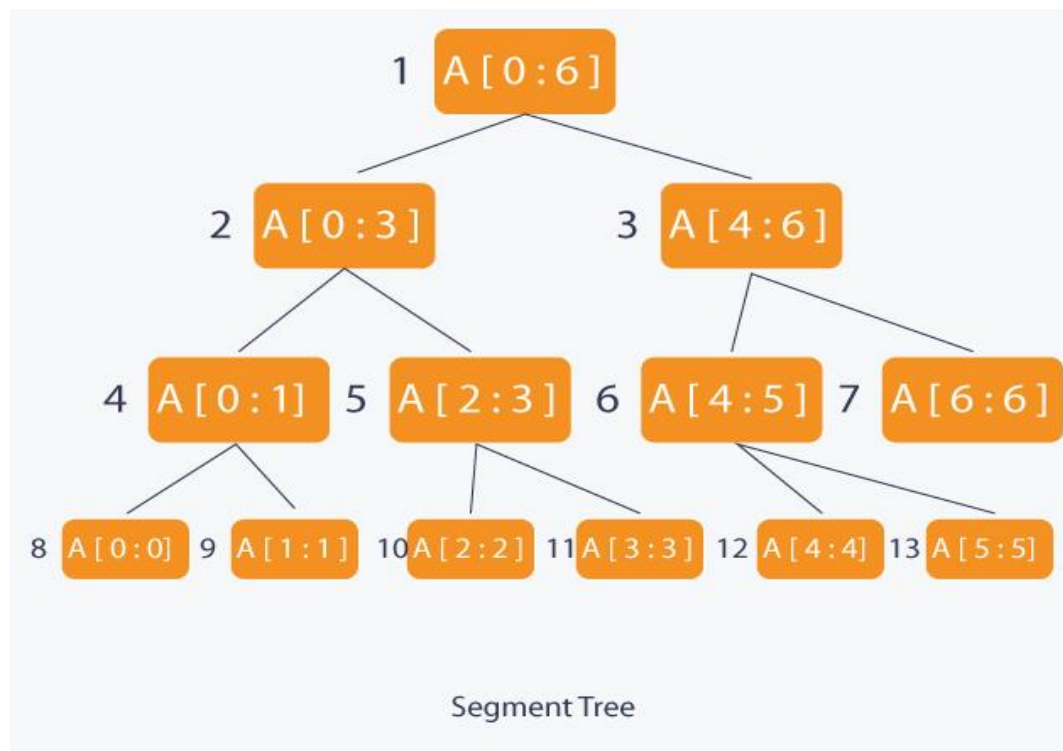 1 A [ 0 : 6 ]
2 A [ 0 : 3 ] 3 A [ 4 : 6 ]
4 A [ 0 : 1] 5 A [ 2 : 3 ] 6 A [ 4 : 5 ] 7 A [ 6 : 6 ]
8 A [ 0 : 0] 9 A [ 1 : 1 ] 10 A [ 2 : 2 ] 11 A [ 3 : 3 ] 12 A [ 4 : 4] 13 A [ 5 : 5]
Segment Tree